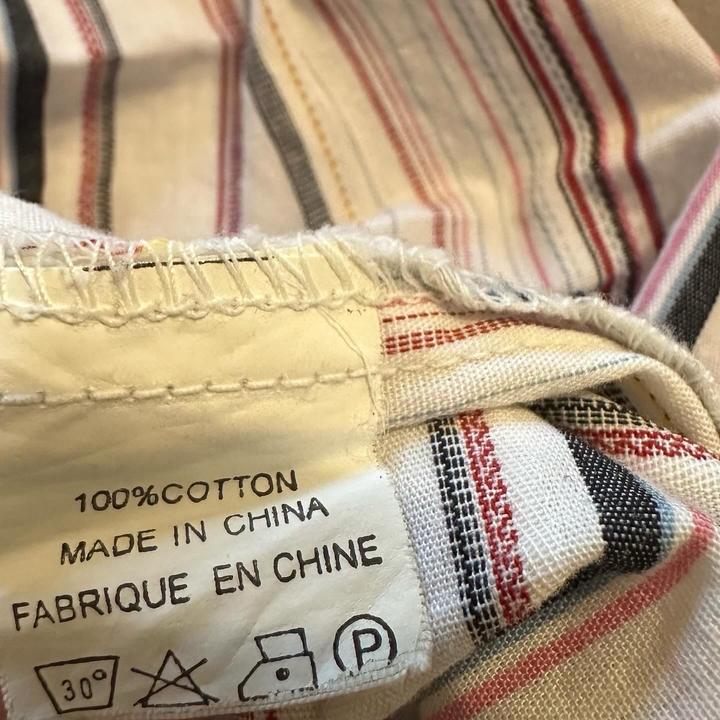 100%COTTON
MADE IN CHINA
FABRIQUE EN CHINE
30° P